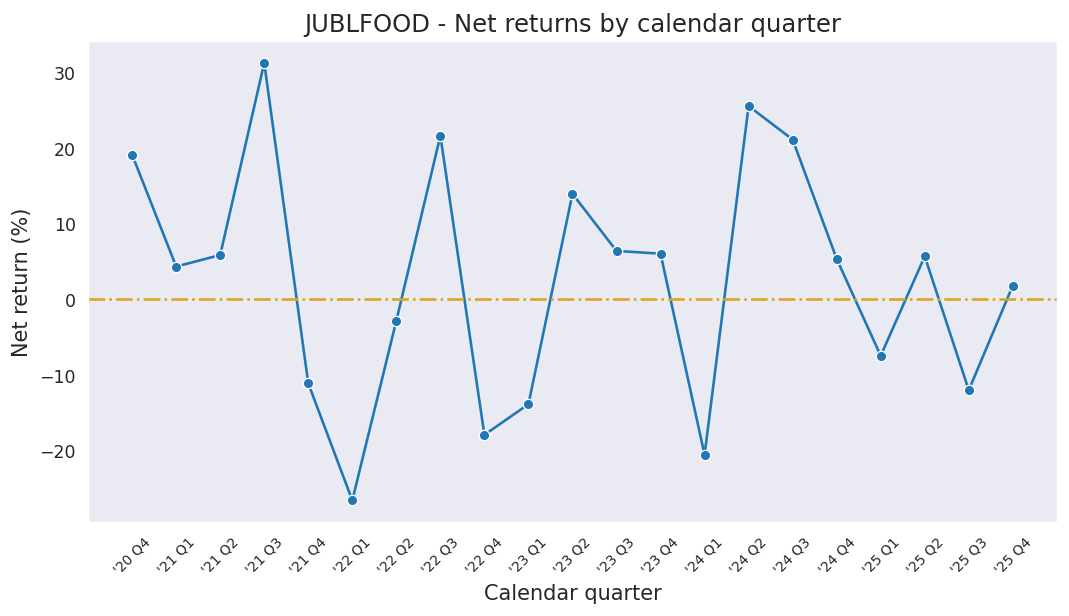 JUBLFOOD - Net returns by calendar quarter
Net return (%)
30
20
10
0
−10
−20
'20 Q4
'21 Q1
'21 Q2
'21 Q3
'21 Q4
'22 Q1
'22 Q2
'22 Q3
'22 Q4
'23 Q1
'23 Q2
'23 Q3
'23 Q4
'24 Q1
'24 Q2
'24 Q3
'24 Q4
'25 Q1
'25 Q2
'25 Q3
'25 Q4
Calendar quarter